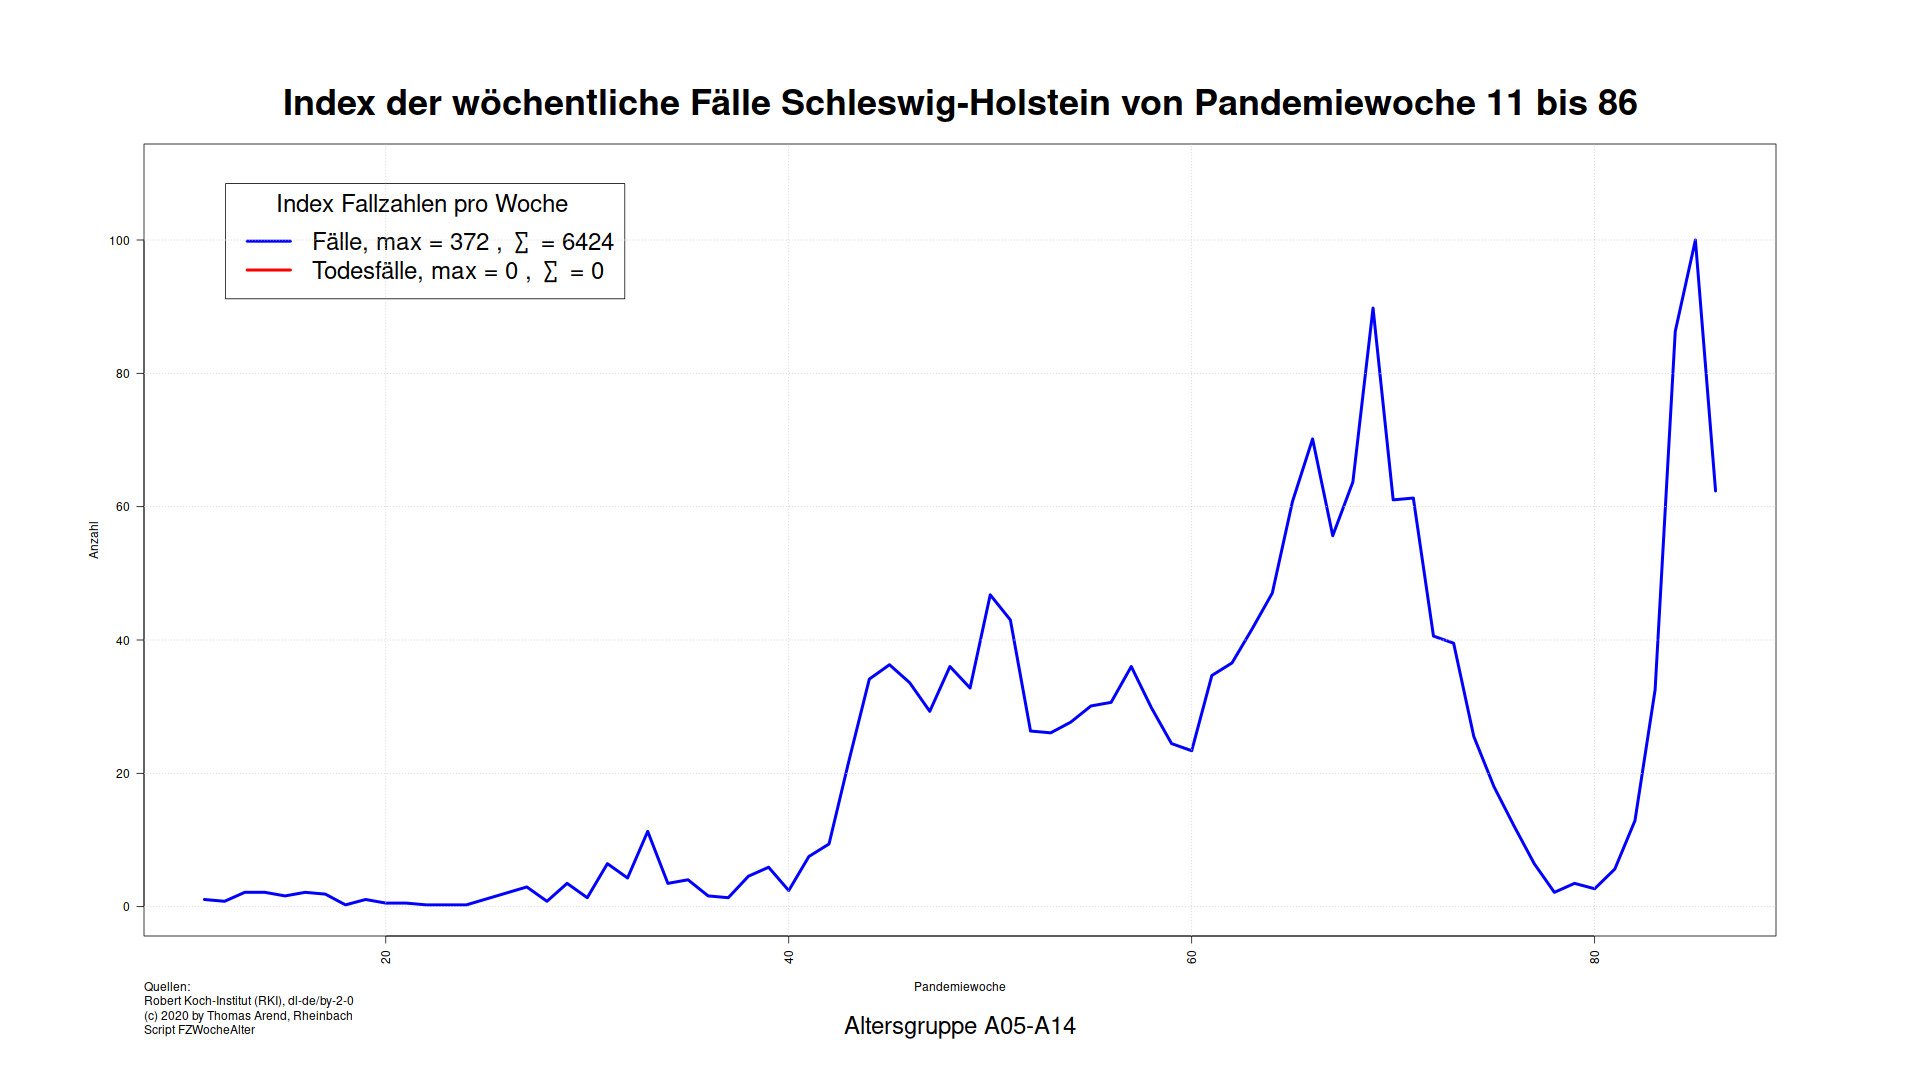 Index der wöchentliche Fälle Schleswig-Holstein von Pandemiewoche 11 bis 86
Index Fallzahlen pro Woche
Fälle, max = 372 , ∑ = 6424
Todesfälle, max = 0 , ∑ = 0
100
80
60
40
20
0
Anzahl
20
40
60
80
Pandemiewoche
Quellen:
Robert Koch-Institut (RKI), dl-de/by-2-0
(c) 2020 by Thomas Arend, Rheinbach
Script FZWocheAlter
Altersgruppe A05-A14